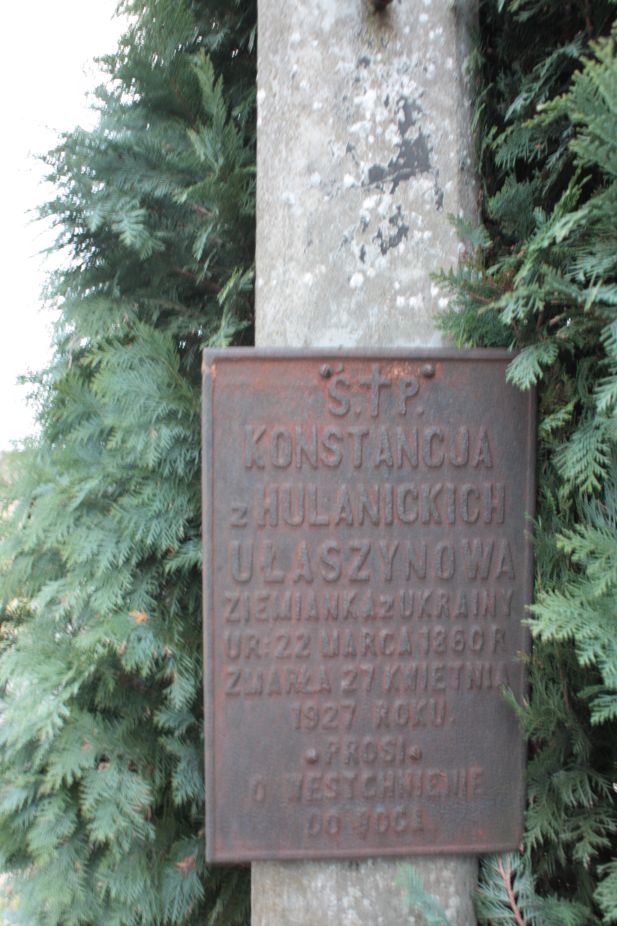 Ś.†P.
KONSTANCJA
z HULANICKICH
UŁASZYNOWA
ZIEMIANKA z UKRAINY
UR: 22 MARCA 1860 R
ZMARŁA 27 KWIETNIA
1927 ROKU.
PROSI
O WESTCHNIENIE
DO BOGA